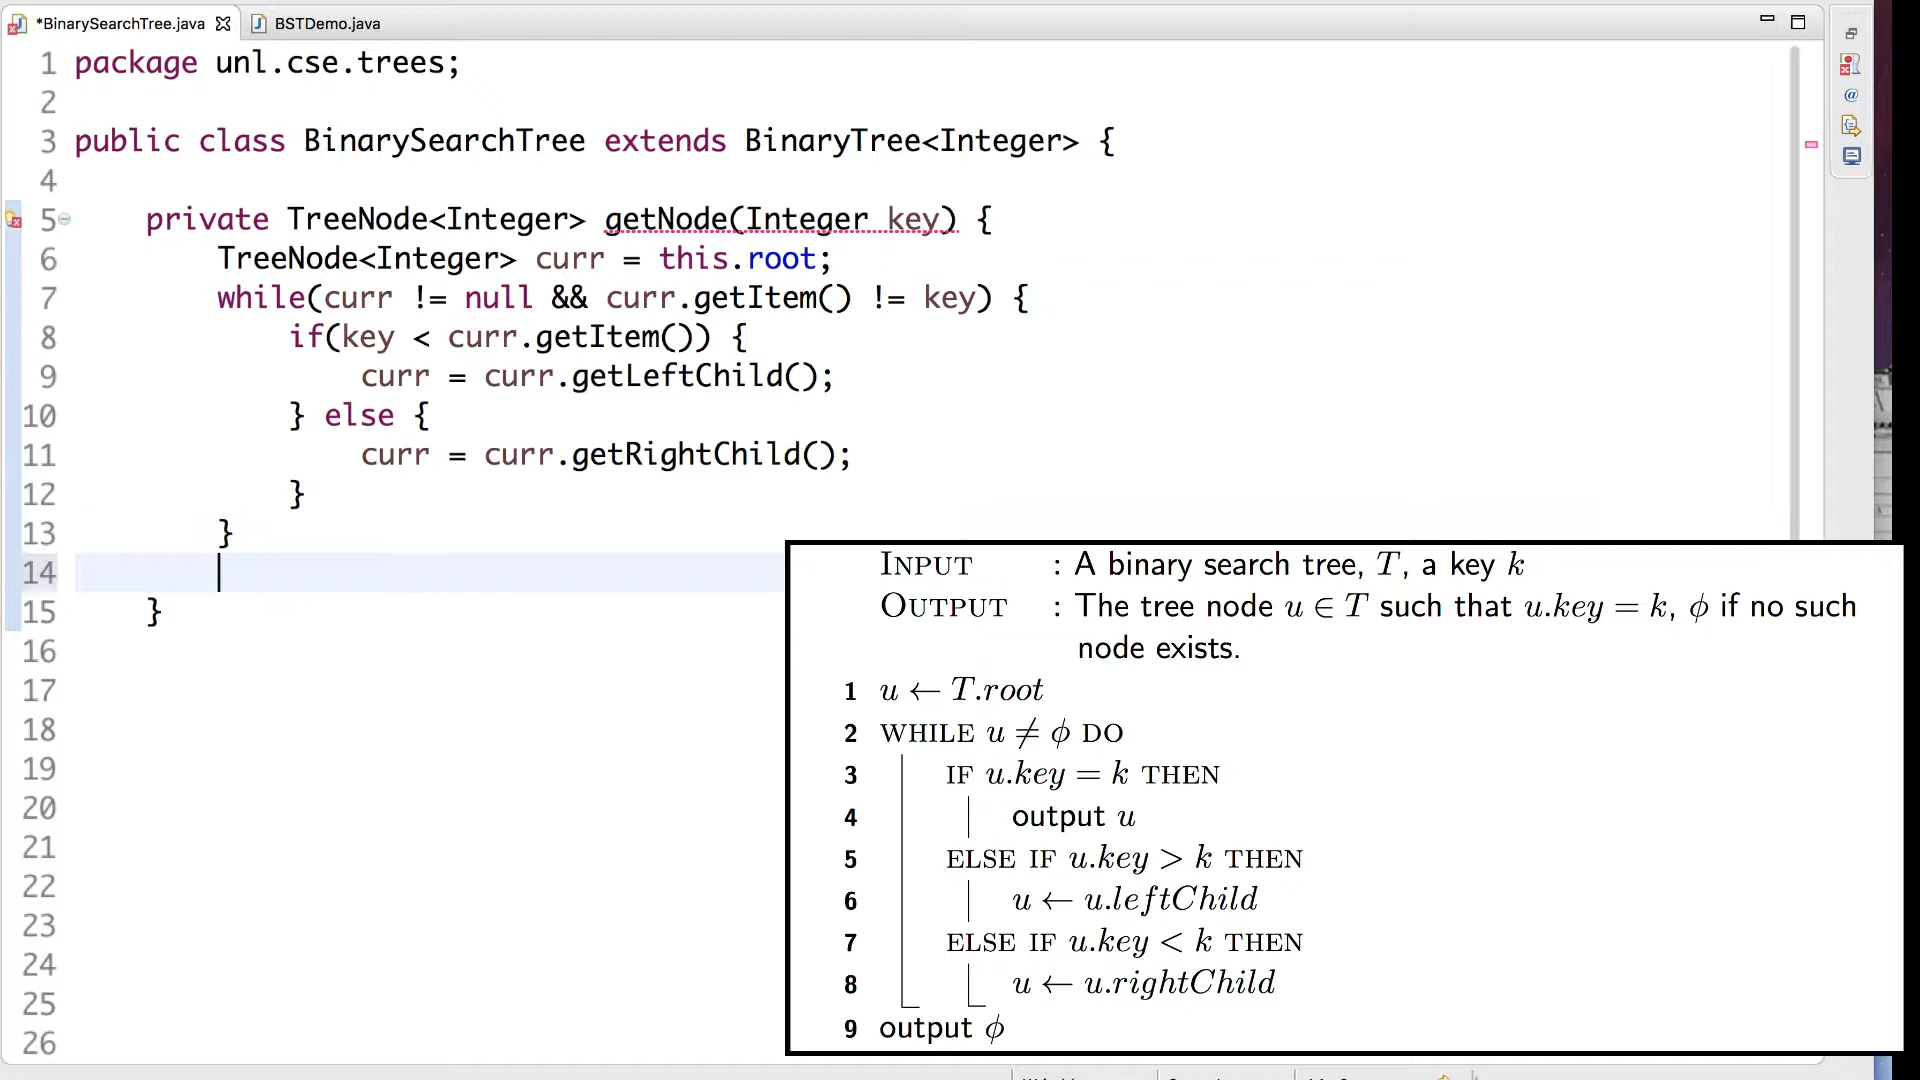 *BinarySearchTree.java
BSTDemo.java
1 package unl.cse.trees;
2
3 public class BinarySearchTree extends BinaryTree<Integer> {
4
5 private TreeNode<Integer> getNode(Integer key) {
6 TreeNode<Integer> curr = this.root;
7 while(curr != null && curr.getItem() != key) {
8 if(key < curr.getItem()) {
9 curr = curr.getLeftChild();
10 } else {
11 curr = curr.getRightChild();
12 }
13 }
14
15 }
16
17
18
19
20
21
22
23
24
25
26
INPUT : A binary search tree, T, a key k
OUTPUT : The tree node u ∈ T such that u.key = k, ϕ if no such
node exists.
1 u ← T.root
2 WHILE u ≠ ϕ DO
3 IF u.key = k THEN
4 output u
5 ELSE IF u.key > k THEN
6 u ← u.leftChild
7 ELSE IF u.key < k THEN
8 u ← u.rightChild
9 output ϕ